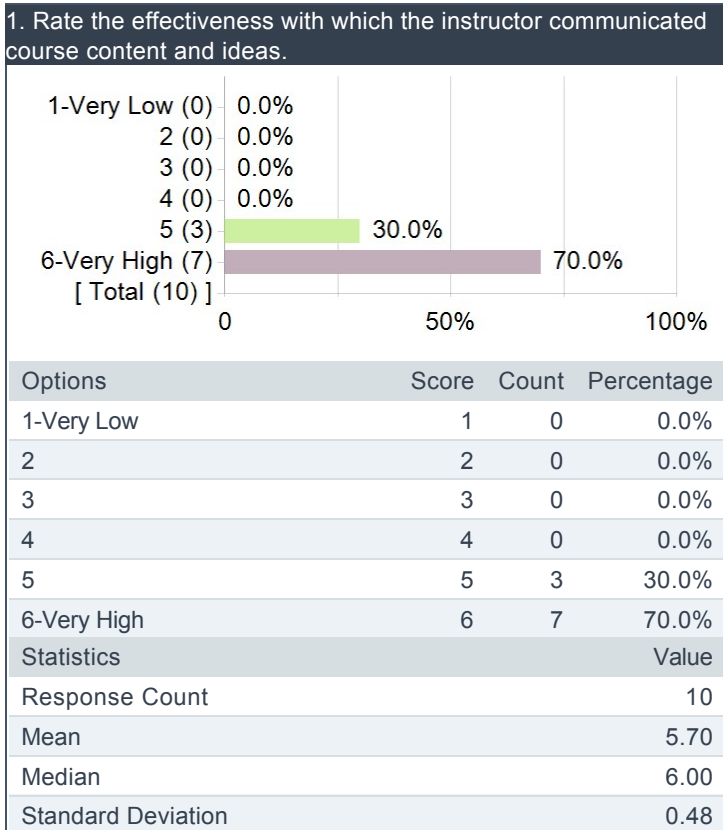 1. Rate the effectiveness with which the instructor communicated
course content and ideas.
1-Very Low (0) 0.0%
2 (0) 0.0%
3 (0) 0.0%
4 (0) 0.0%
5 (3) 30.0%
6-Very High (7) 70.0%
[ Total (10) ]
0 50% 100%
Options Score Count Percentage
1-Very Low 1 0 0.0%
2 2 0 0.0%
3 3 0 0.0%
4 4 0 0.0%
5 5 3 30.0%
6-Very High 6 7 70.0%
Statistics Value
Response Count 10
Mean 5.70
Median 6.00
Standard Deviation 0.48